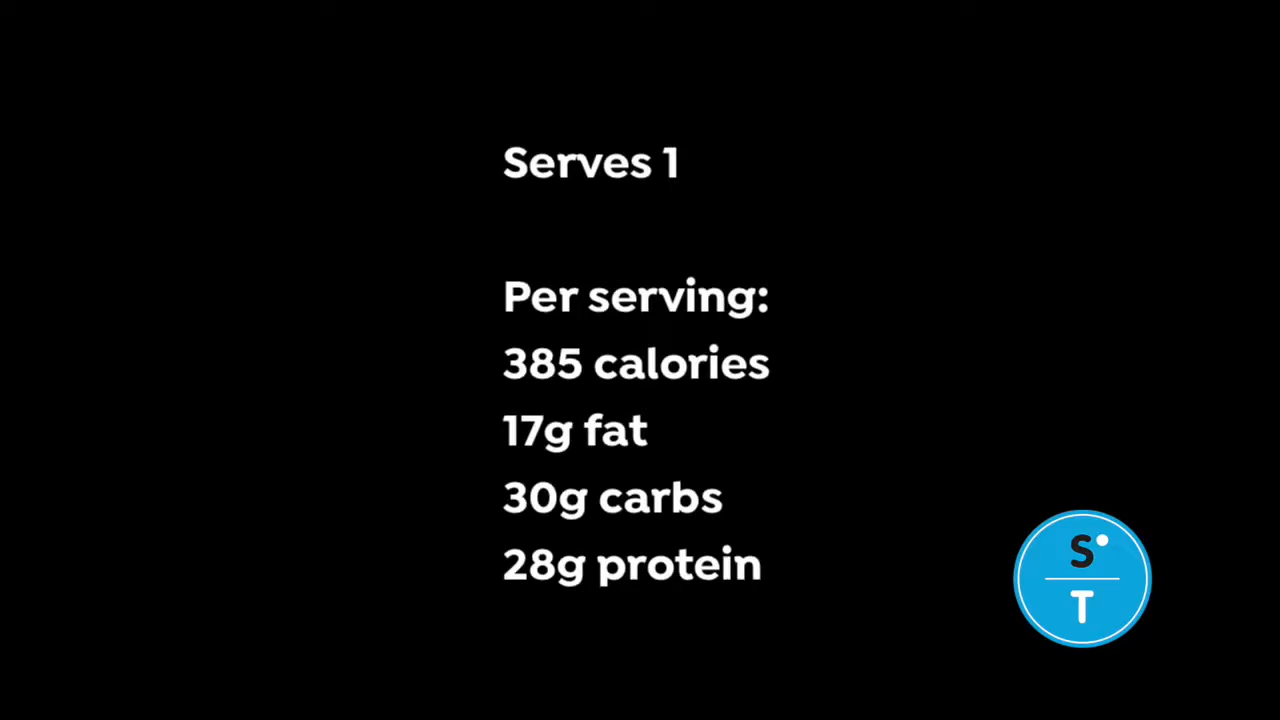 Serves 1
Per serving:
385 calories
17g fat
30g carbs
28g protein
S
T